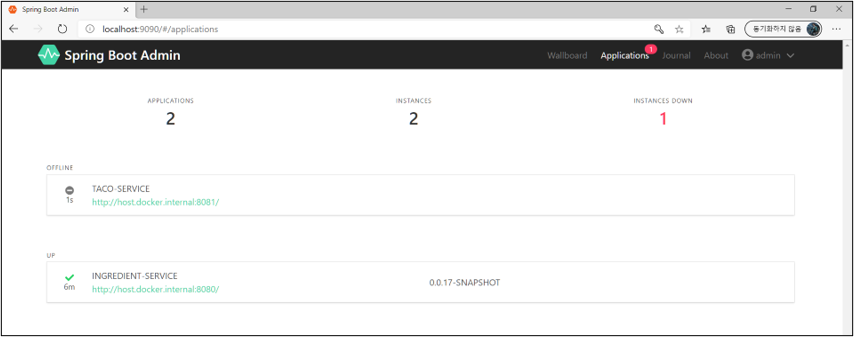 Spring Boot Admin
localhost:9090/#/applications
동기화하지 않음
Spring Boot Admin
Wallboard
Applications
1
Journal
About
admin
APPLICATIONS
2
INSTANCES
2
INSTANCES DOWN
1
OFFLINE
1s
TACO-SERVICE
http://host.docker.internal:8081/
UP
6m
INGREDIENT-SERVICE
http://host.docker.internal:8080/
0.0.17-SNAPSHOT